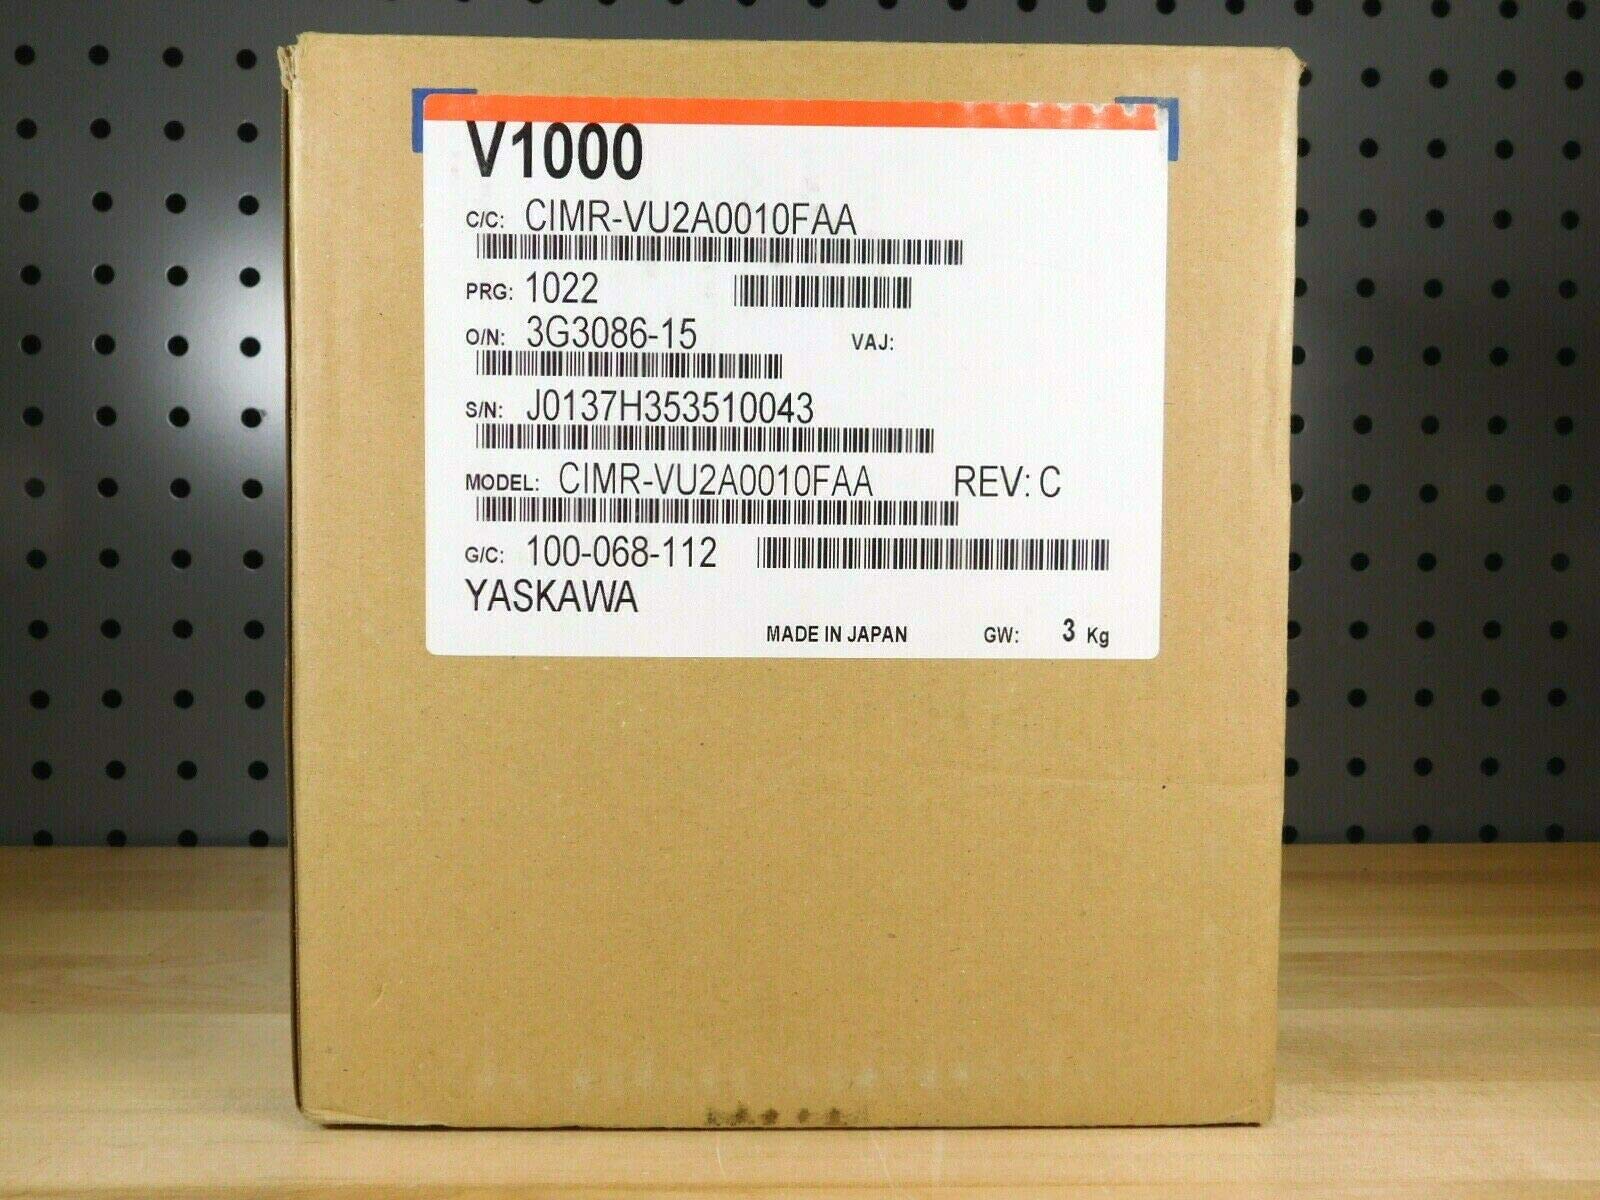 V1000
C/C: CIMR-VU2A0010FAA
PRG: 1022
O/N: 3G3086-15 VAJ:
S/N: J0137H353510043
MODEL: CIMR-VU2A0010FAA REV: C
G/C: 100-068-112
YASKAWA
MADE IN JAPAN GW: 3 Kg